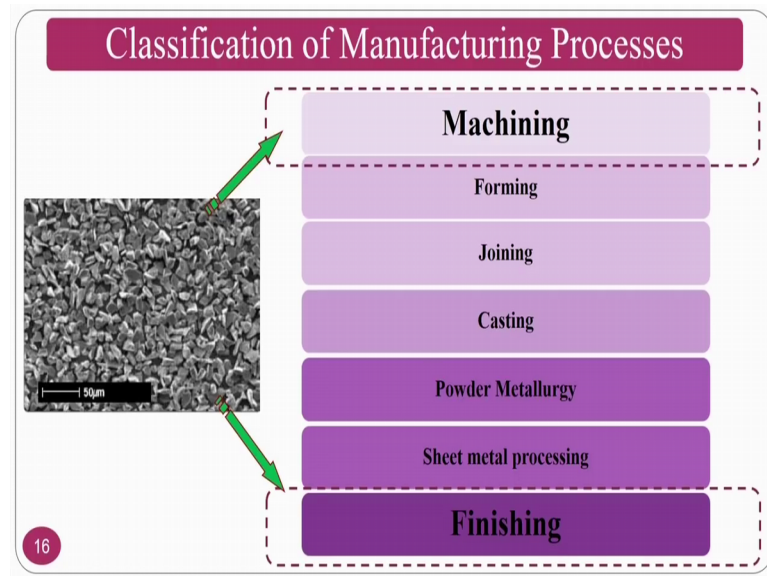 Classification of Manufacturing Processes
Machining
Forming
Joining
Casting
Powder Metallurgy
Sheet metal processing
Finishing
50μm
16